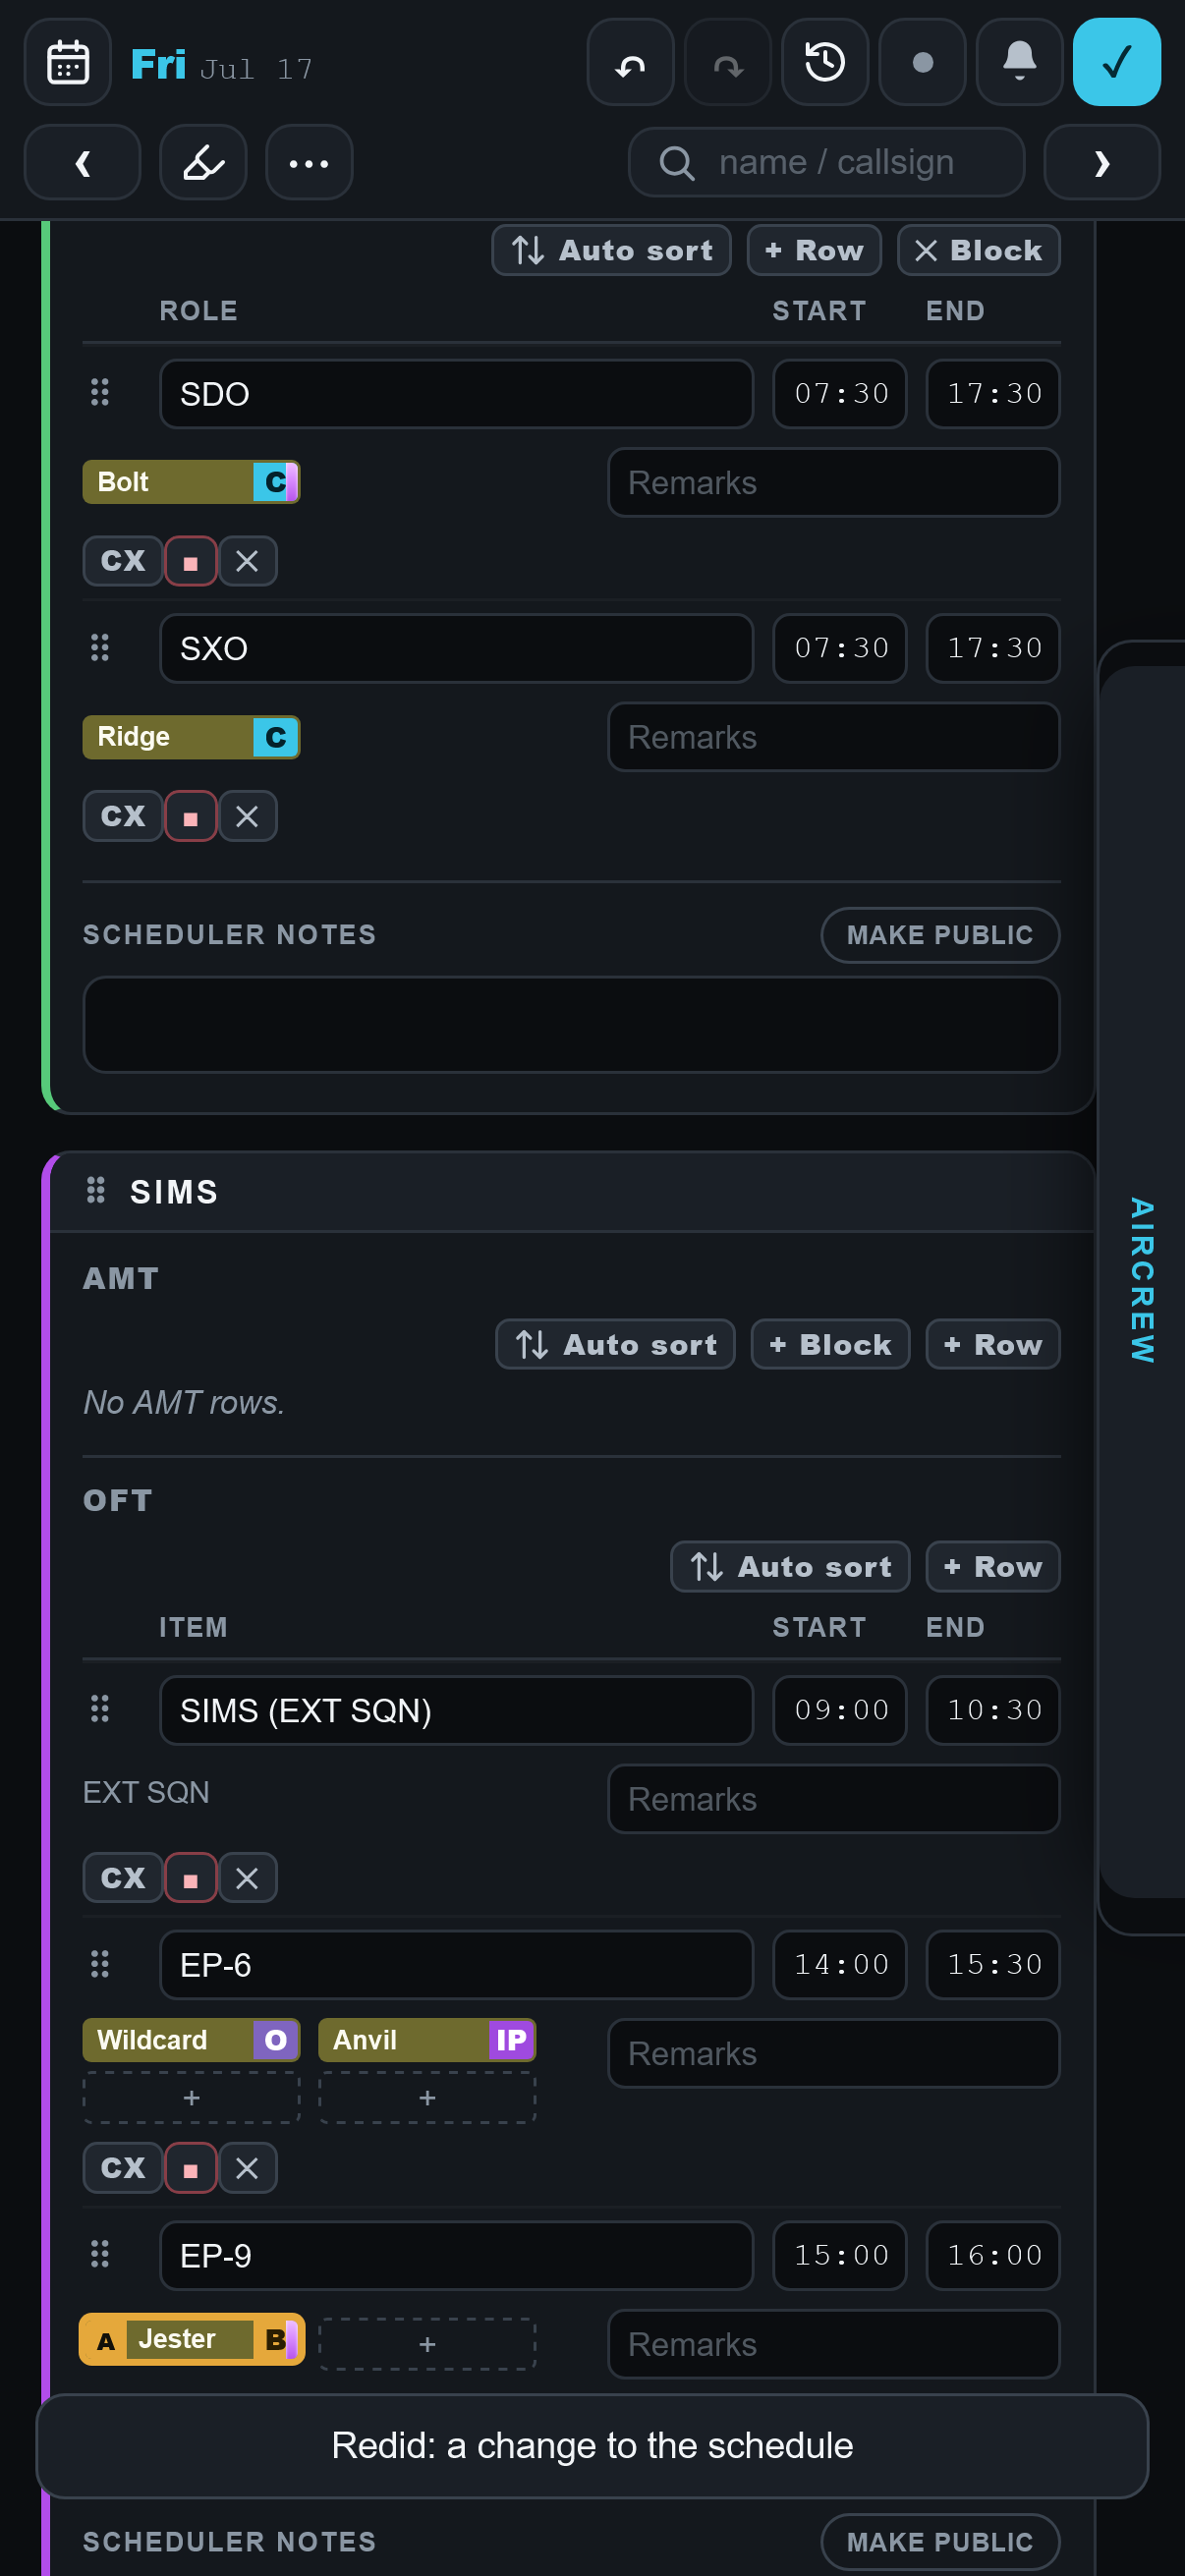 Fri Jul 17
name / callsign
Auto sort + Row × Block
ROLE START END
SDO 07:30 17:30
Bolt C Remarks
CX
SXO 07:30 17:30
Ridge C Remarks
CX
SCHEDULER NOTES MAKE PUBLIC
SIMS
AMT
AIRCREW
Auto sort + Block + Row
No AMT rows.
OFT
Auto sort + Row
ITEM START END
SIMS (EXT SQN) 09:00 10:30
EXT SQN Remarks
CX
EP-6 14:00 15:30
Wildcard O Anvil IP Remarks
+ +
CX
EP-9 15:00 16:00
A Jester B + Remarks
Redid: a change to the schedule
SCHEDULER NOTES MAKE PUBLIC